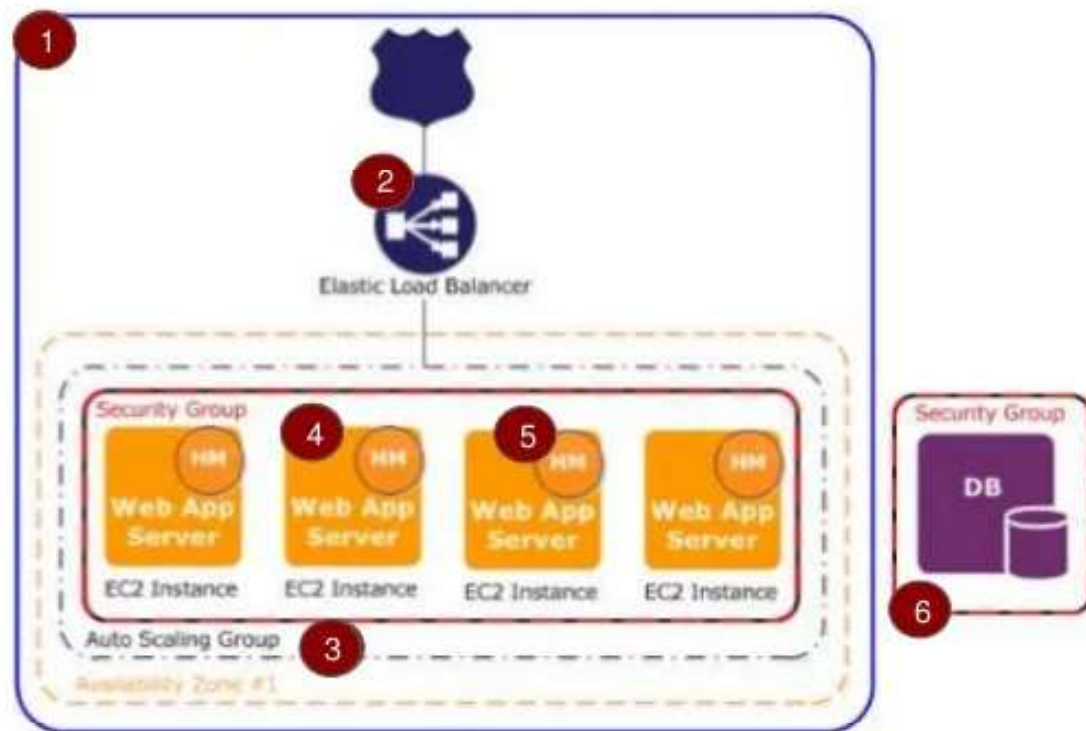 1
2
Elastic Load Balancer
Security Group
4
5
HM
HM
HM
HM
Web App
Server
Web App
Server
Web App
Server
Web App
Server
EC2 Instance
EC2 Instance
EC2 Instance
EC2 Instance
Auto Scaling Group
3
Availability Zone #1
Security Group
DB
6